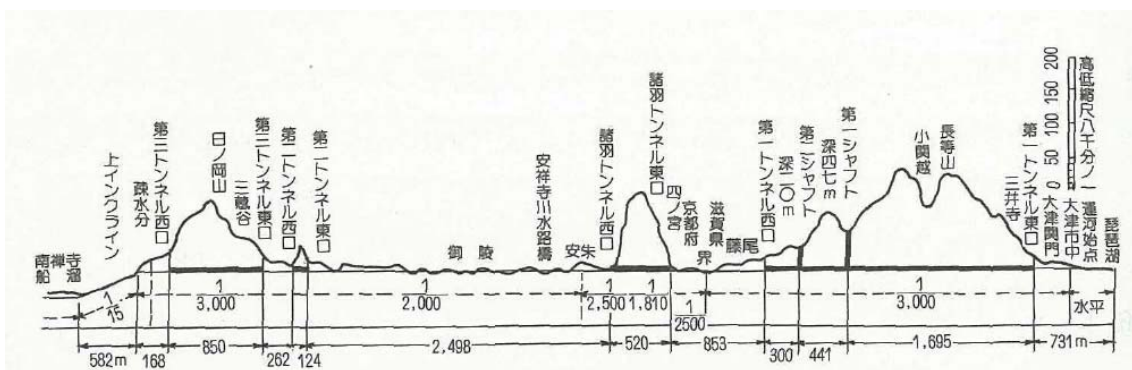 上インクライン
疎水分
第三トンネル西口
日ノ岡山
三蔵谷
第三トンネル東口
第二トンネル西口
第二トンネル東口
安祥寺川水路橋
諸羽トンネル西口
諸羽トンネル東口
四ノ宮
京都府
滋賀県
界
第一トンネル西口
深二〇m
第二シャフト
深四七m
第一シャフト
小関越
長等山
第一トンネル東口
三井寺
0 50 100 150 200
高低縮尺八千分ノ一
大津閘門
大津市中
運河始点
琵琶湖
南禅寺
船溜
御陵
安朱
藤尾
1/15
1/3,000
1/2,000
1/2,500
1/1,810
1/2500
1/3.000
水平
582m 168 850 262 124 2,498 520 853 300 441 1,695 731m